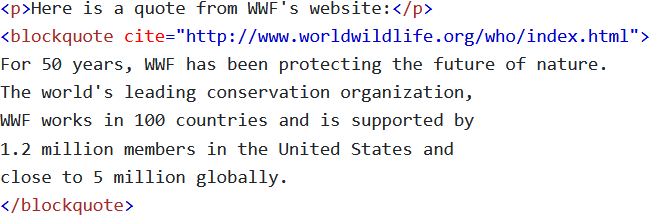 <p>Here is a quote from WWF's website:</p>
<blockquote cite="http://www.worldwildlife.org/who/index.html">
For 50 years, WWF has been protecting the future of nature.
The world's leading conservation organization,
WWF works in 100 countries and is supported by
1.2 million members in the United States and
close to 5 million globally.
</blockquote>